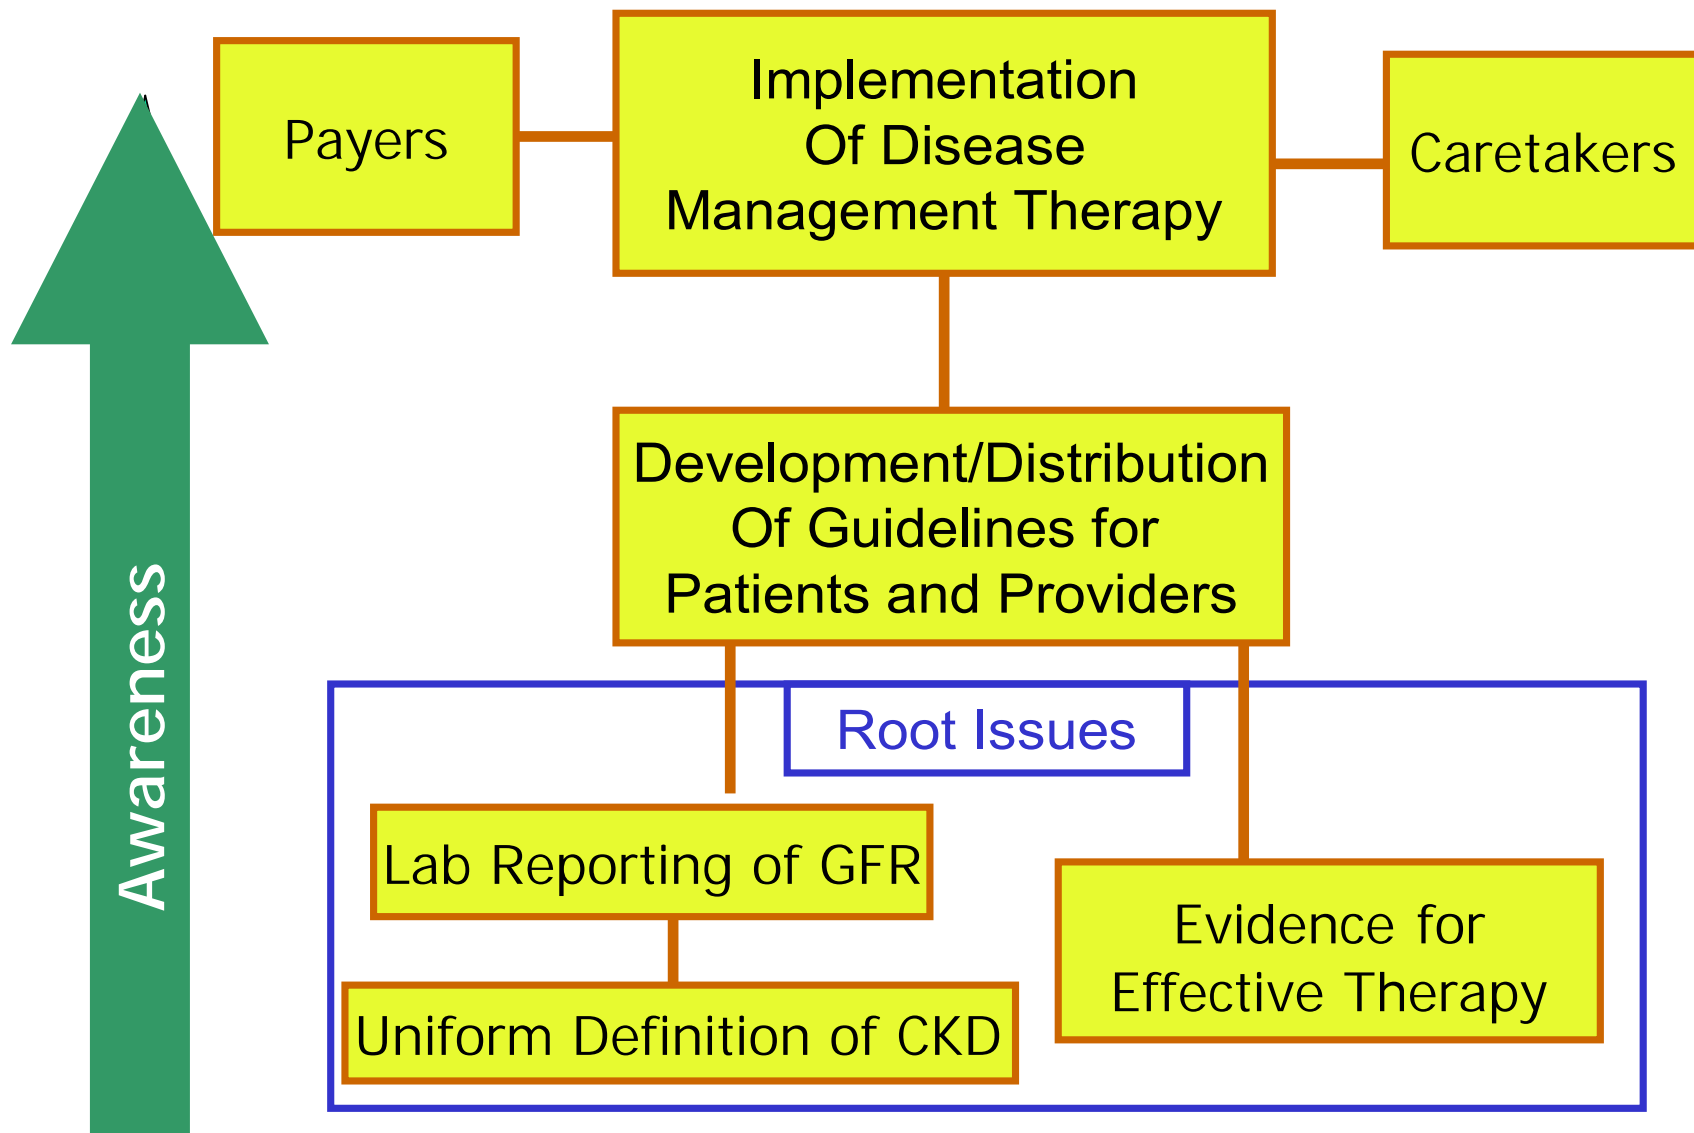 Payers
Implementation
Of Disease
Management Therapy
Caretakers
Development/Distribution
Of Guidelines for
Patients and Providers
Awareness
Root Issues
Lab Reporting of GFR
Evidence for
Effective Therapy
Uniform Definition of CKD